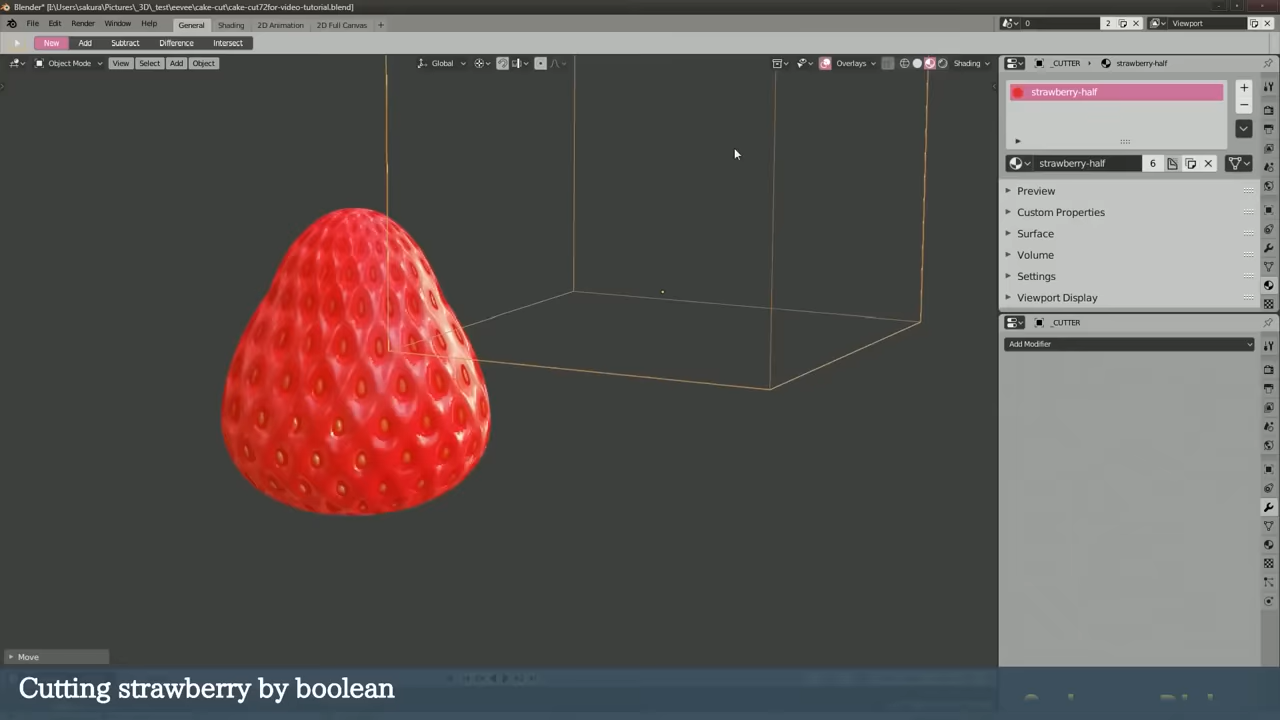 Blender* [I:\Users\sakura\Pictures\_3D\_test\eevee\cake-cut\cake-cut72for-video-tutorial.blend]
File Edit Render Window Help General Shading 2D Animation 2D Full Canvas + 0 2 Viewport
New Add Subtract Difference Intersect
Object Mode View Select Add Object Global Overlays Shading _CUTTER strawberry-half
strawberry-half
strawberry-half 6
Preview
Custom Properties
Surface
Volume
Settings
Viewport Display
_CUTTER
Add Modifier
Move
Cutting strawberry by boolean